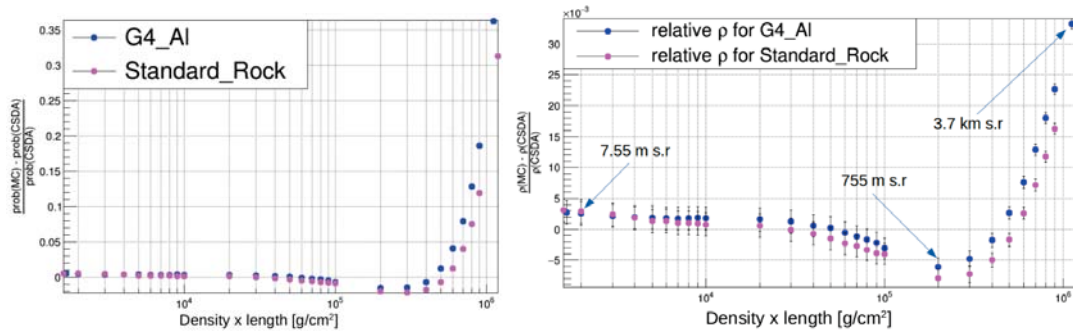 G4_Al
Standard_Rock
prob(MC) - prob(CSDA)
prob(CSDA)
0.35
0.3
0.25
0.2
0.15
0.1
0.05
0
10⁴
10⁵
10⁶
Density x length [g/cm²]
×10⁻³
relative ρ for G4_Al
relative ρ for Standard_Rock
ρ(MC) - ρ(CSDA)
ρ(CSDA)
30
25
20
15
10
5
0
−5
7.55 m s.r
755 m s.r
3.7 km s.r
10⁴
10⁵
10⁶
Density x length [g/cm²]